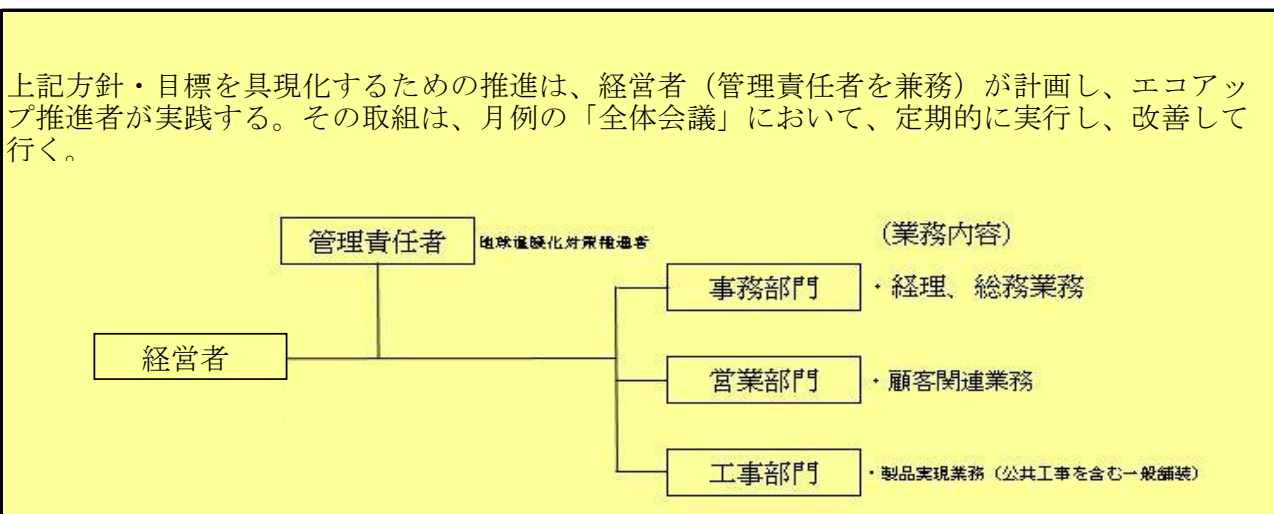 上記方針・目標を具現化するための推進は、経営者（管理責任者を兼務）が計画し、エコアッ
プ推進者が実践する。その取組は、月例の「全体会議」において、定期的に実行し、改善して
行く。
管理責任者
地球温暖化対策推進者
（業務内容）
事務部門
・経理、総務業務
経営者
営業部門
・顧客関連業務
工事部門
・製品実現業務（公共工事を含む一般舗装）